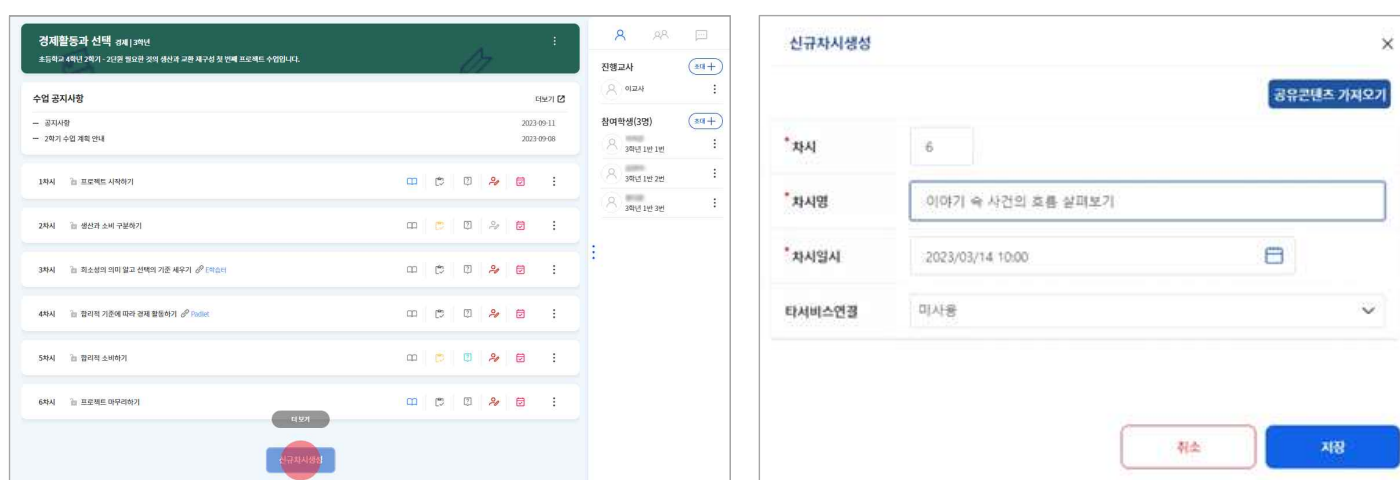 경제활동과 선택 경제 | 3학년
초등학교 4학년 2학기 - 2단원 필요한 것의 생산과 교환 재구성 첫 번째 프로젝트 수업입니다.
수업 공지사항
더보기
공지사항
2023-09-11
2학기 수업 계획 안내
2023-09-08
1차시 프로젝트 시작하기
2차시 생산과 소비 구분하기
3차시 희소성의 의미 알고 선택의 기준 세우기 E학습터
4차시 합리적 기준에 따라 경제 활동하기 Padlet
5차시 합리적 소비하기
6차시 프로젝트 마무리하기
더 보기
신규차시생성
진행교사
초대 +
이교사
참여학생(3명)
초대 +
3학년 1반 1번
3학년 1반 2번
3학년 1반 3번
신규차시생성
공유콘텐츠 가져오기
*차시 6
*차시명 이야기 속 사건의 흐름 살펴보기
*차시일시 2023/03/14 10:00
타서비스연결 미사용
취소 저장